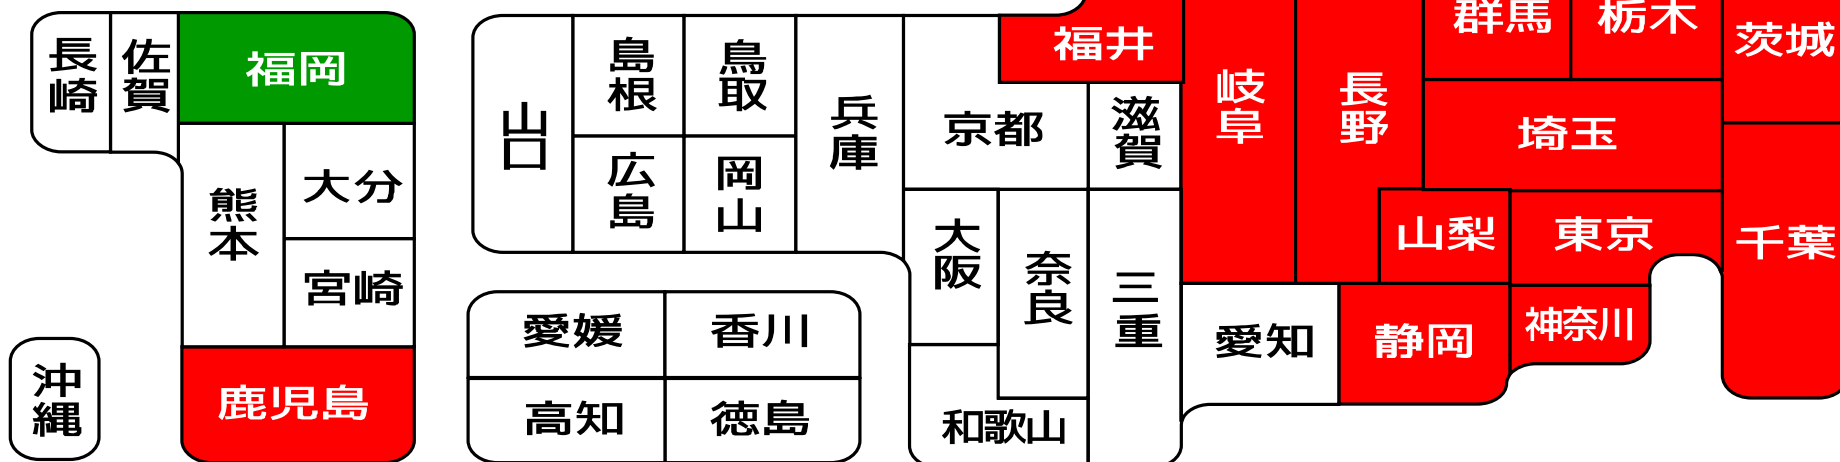 長崎
佐賀
福岡
熊本
大分
宮崎
鹿児島
沖縄
山口
島根
鳥取
広島
岡山
兵庫
京都
福井
滋賀
大阪
奈良
三重
和歌山
愛媛
香川
高知
徳島
岐阜
長野
群馬
栃木
茨城
埼玉
山梨
東京
千葉
愛知
静岡
神奈川